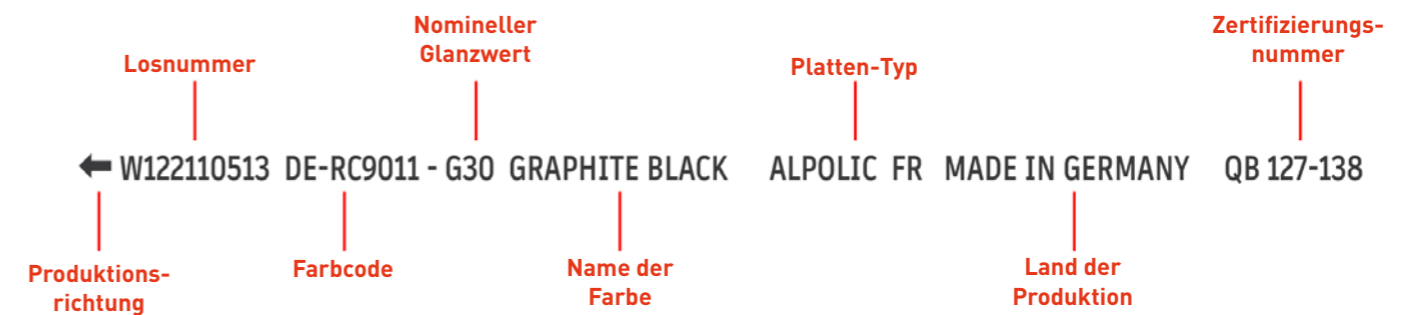 Losnummer
Nomineller
Glanzwert
Platten-Typ
Zertifizierungs-
nummer
W122110513 DE-RC9011 - G30 GRAPHITE BLACK ALPOLIC FR MADE IN GERMANY QB 127-138
Produktions-
richtung
Farbcode
Name der
Farbe
Land der
Produktion